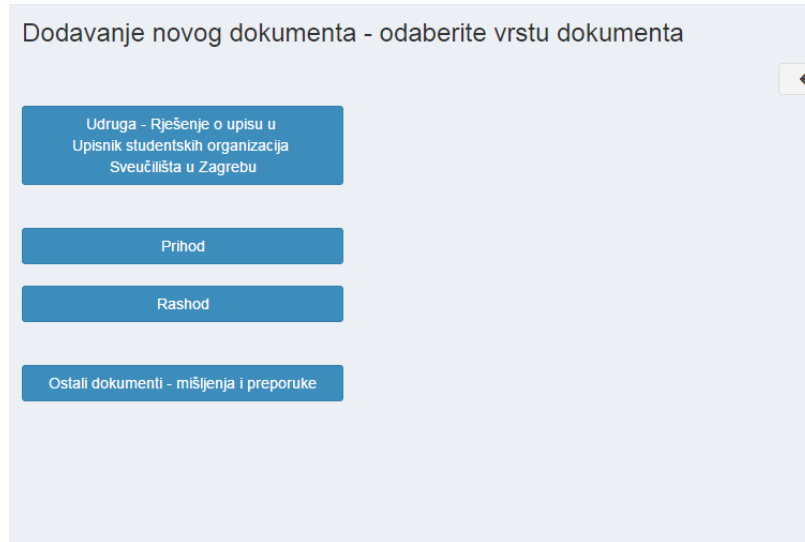 Dodavanje novog dokumenta - odaberite vrstu dokumenta
Udruga - Rješenje o upisu u
Upisnik studentskih organizacija
Sveučilišta u Zagrebu
Prihod
Rashod
Ostali dokumenti - mišljenja i preporuke